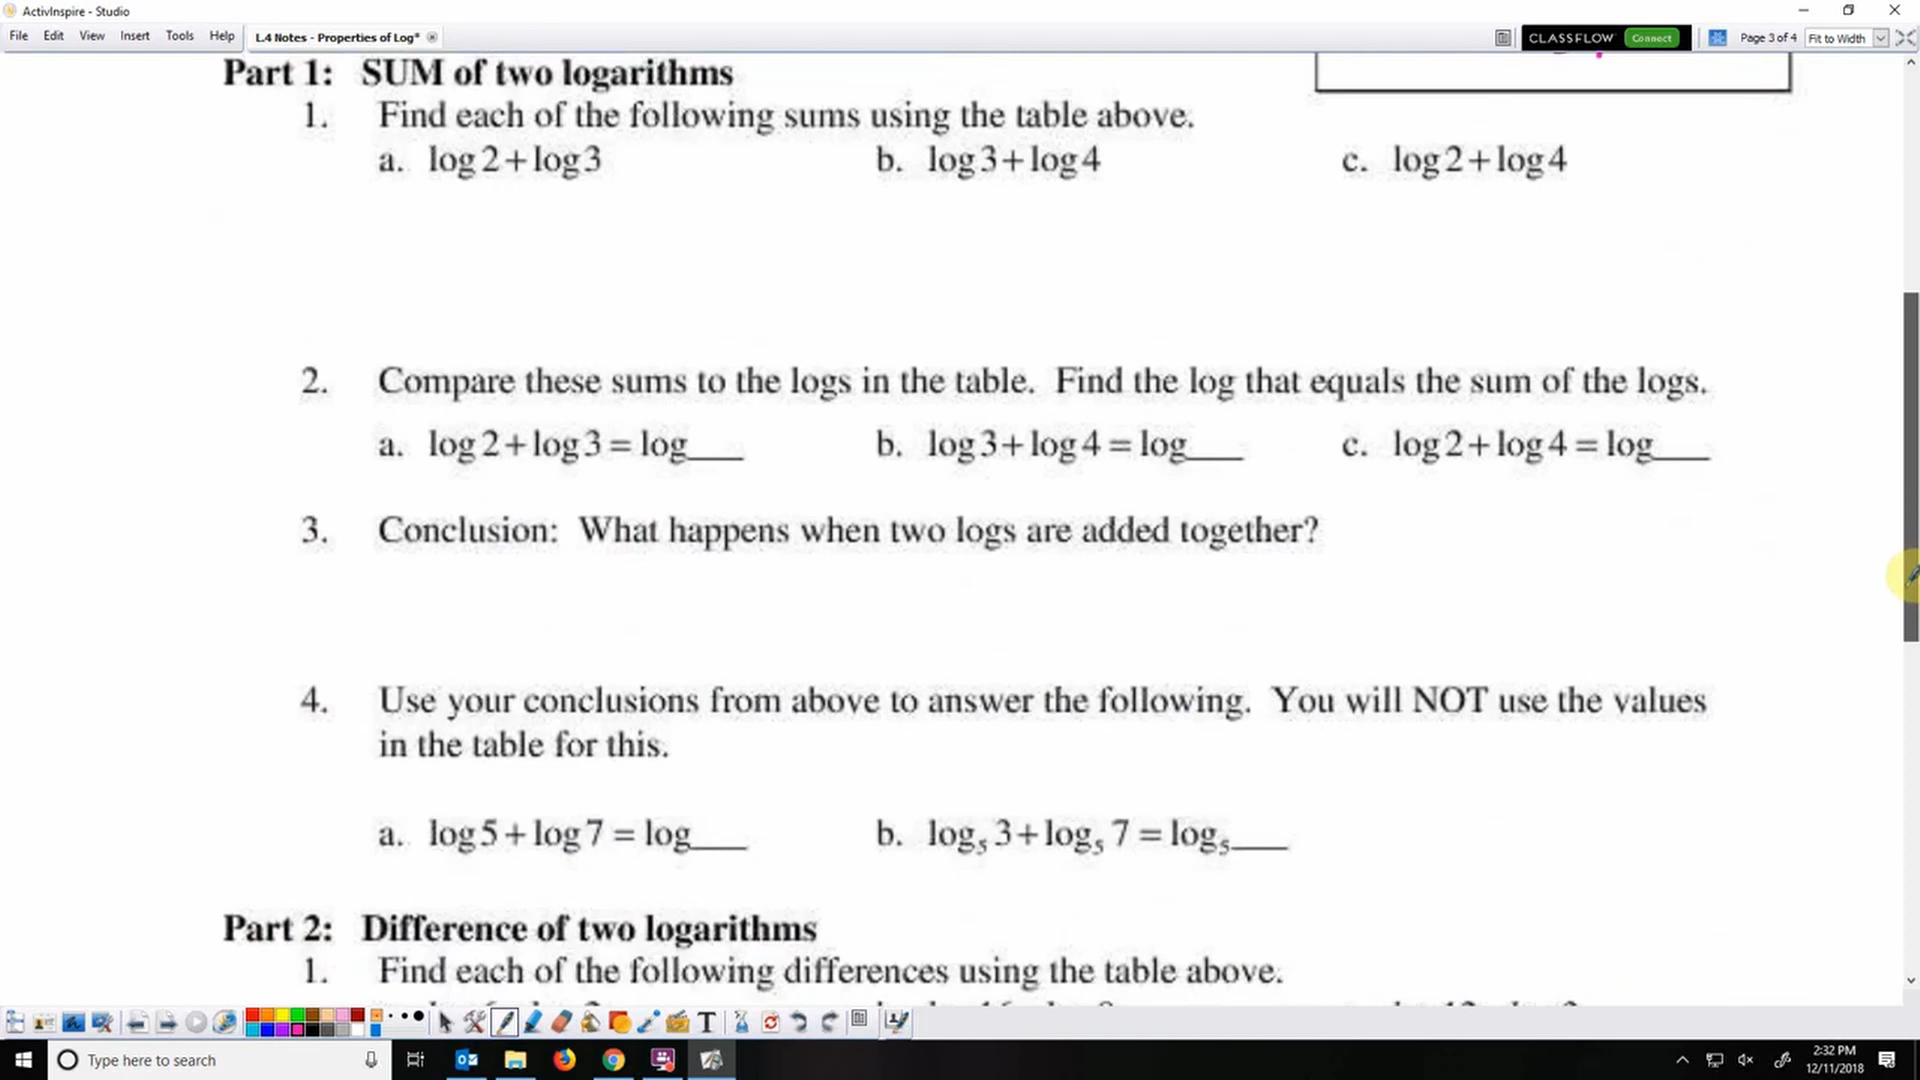 ActivInspire - Studio
File Edit View Insert Tools Help L.4 Notes - Properties of Log* CLASSFLOW Connect Page 3 of 4 Fit to Width
Part 1: SUM of two logarithms
1. Find each of the following sums using the table above.
a. log 2 + log 3 b. log 3 + log 4 c. log 2 + log 4
2. Compare these sums to the logs in the table. Find the log that equals the sum of the logs.
a. log 2 + log 3 = log___ b. log 3 + log 4 = log___ c. log 2 + log 4 = log___
3. Conclusion: What happens when two logs are added together?
4. Use your conclusions from above to answer the following. You will NOT use the values
in the table for this.
a. log 5 + log 7 = log___ b. log₅ 3 + log₅ 7 = log₅___
Part 2: Difference of two logarithms
1. Find each of the following differences using the table above.
Type here to search
2:32 PM
12/11/2018